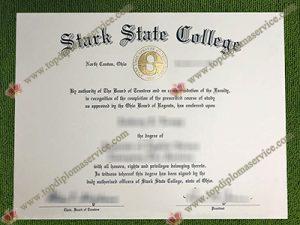 Stark State College
North Canton, Ohio
By authority of The Board of Trustees and on recommendation of the Faculty,
in recognition of the completion of the prescribed course of study
as approved by the Ohio Board of Regents, has conferred upon
the degree of
with all honors, rights and privileges belonging thereto.
In witness thereof this degree has been signed by the
duly authorized officers of Stark State College, state of Ohio.
Chair, Board of Trustees President
www.topdiplomaservice.com